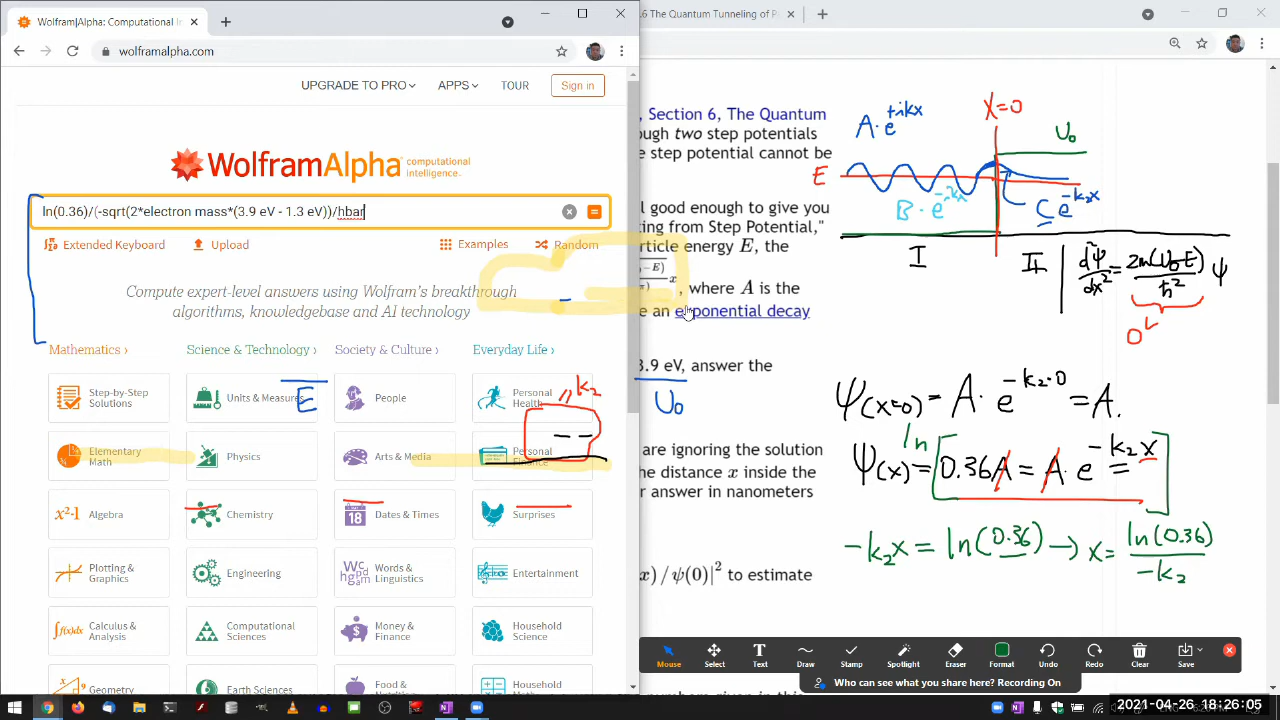 Wolfram|Alpha: Computational In
.6 The Quantum Tunneling of P
wolframalpha.com
UPGRADE TO PRO
APPS
TOUR
Sign in
WolframAlpha computational intelligence.
ln(0.36)/(-sqrt(2*electron mass*(3.9 eV - 1.3 eV))/hbar
Extended Keyboard
Upload
Examples
Random
Compute expert-level answers using Wolfram's breakthrough
algorithms, knowledgebase and AI technology
Mathematics ›
Science & Technology ›
Society & Culture ›
Everyday Life ›
Step-by-Step
Solutions
Units & Measures
People
Personal
Health
Elementary
Math
Physics
Arts & Media
Personal
Finance
Algebra
Chemistry
Dates & Times
Surprises
Plotting &
Graphics
Engineering
Words &
Linguistics
Entertainment
Calculus &
Analysis
Computational
Sciences
Money &
Finance
Household
Science
Geometry
Earth Sciences
Food &
Household
E
k₂
U₀
, Section 6, The Quantum
ough two step potentials
he step potential cannot be
l good enough to give you
ing from Step Potential,"
rticle energy E, the
, where A is the
e an exponential decay
3.9 eV, answer the
are ignoring the solution
he distance x inside the
r answer in nanometers
x)/ψ(0)|² to estimate
numbers given in this
A·e^{+ikx}
X=0
U₀
E
B·e^{-ikx}
C e^{-k₂x}
I
II
d²ψ/dx² = 2m(U₀-E)/ħ² ψ
ψ(x=0) = A·e^{-k₂·0} = A.
ln
ψ(x) = 0.36A = A·e^{-k₂x} =
-k₂x = ln(0.36) → x = ln(0.36)/-k₂
Mouse
Select
Text
Draw
Stamp
Spotlight
Eraser
Format
Undo
Redo
Clear
Save
Who can see what you share here? Recording On
2021-04-26 18:26:05